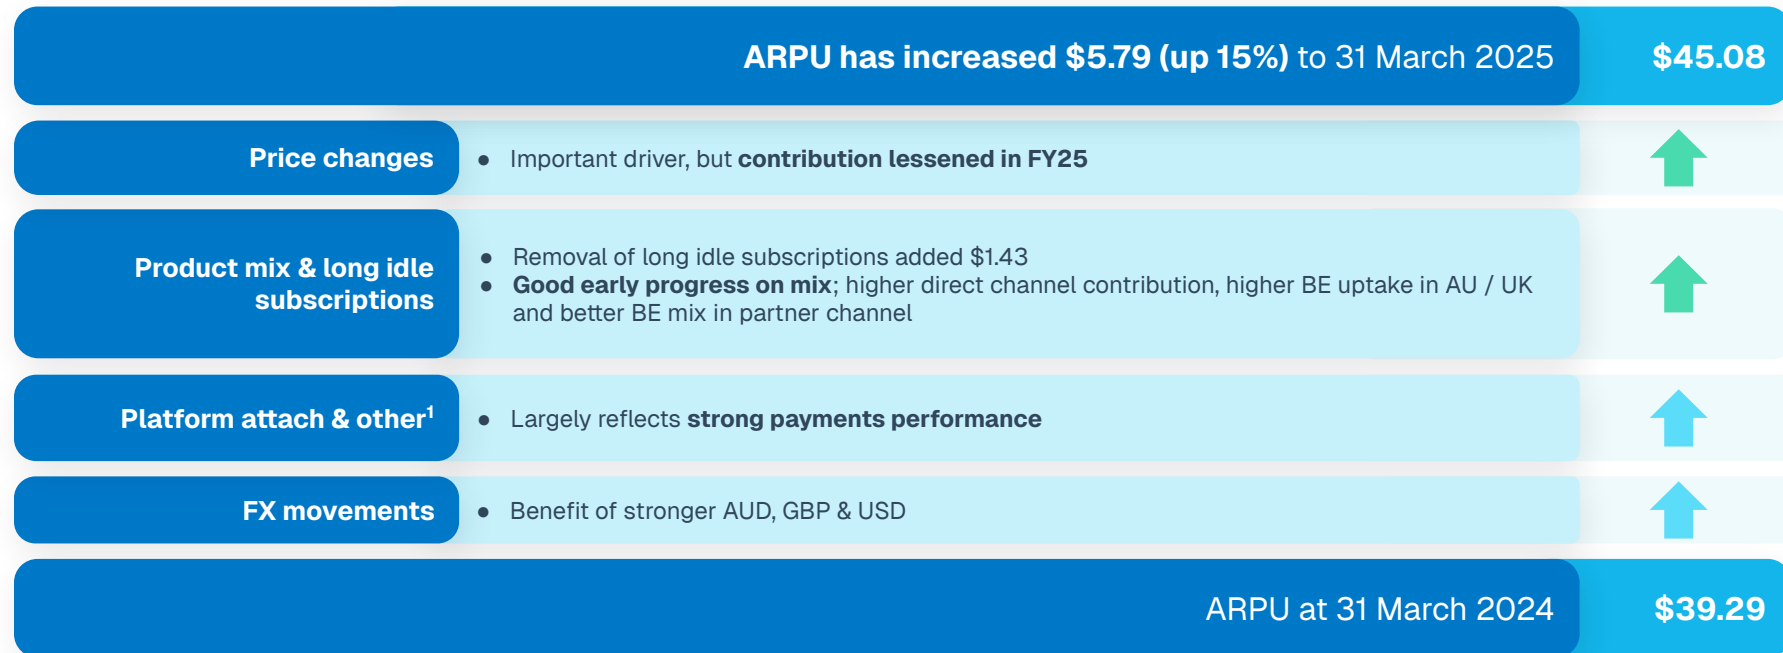 ARPU has increased $5.79 (up 15%) to 31 March 2025 $45.08
Price changes
● Important driver, but contribution lessened in FY25
Product mix & long idle
subscriptions
● Removal of long idle subscriptions added $1.43
● Good early progress on mix; higher direct channel contribution, higher BE uptake in AU / UK
and better BE mix in partner channel
Platform attach & other¹
● Largely reflects strong payments performance
FX movements
● Benefit of stronger AUD, GBP & USD
ARPU at 31 March 2024 $39.29